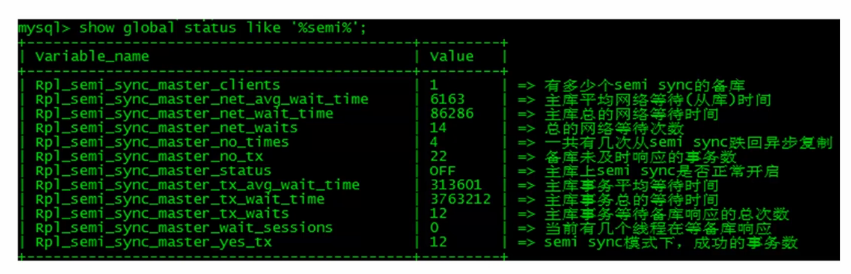 mysql> show global status like '%semi%';
Variable_name | Value
Rpl_semi_sync_master_clients | 1 | => 有多少个semi sync的备库
Rpl_semi_sync_master_net_avg_wait_time | 6163 | => 主库平均网络等待(从库)时间
Rpl_semi_sync_master_net_wait_time | 86286 | => 主库总的网络等待时间
Rpl_semi_sync_master_net_waits | 14 | => 总的网络等待次数
Rpl_semi_sync_master_no_times | 4 | => 一共有几次从semi sync跌回异步复制
Rpl_semi_sync_master_no_tx | 22 | => 备库未及时响应的事务数
Rpl_semi_sync_master_status | OFF | => 主库上semi sync是否正常开启
Rpl_semi_sync_master_tx_avg_wait_time | 313601 | => 主库事务平均等待时间
Rpl_semi_sync_master_tx_wait_time | 3763212 | => 主库事务总的等待时间
Rpl_semi_sync_master_tx_waits | 12 | => 主库事务等待备库响应的总次数
Rpl_semi_sync_master_wait_sessions | 0 | => 当前有几个线程在等备库响应
Rpl_semi_sync_master_yes_tx | 12 | => semi sync模式下，成功的事务数